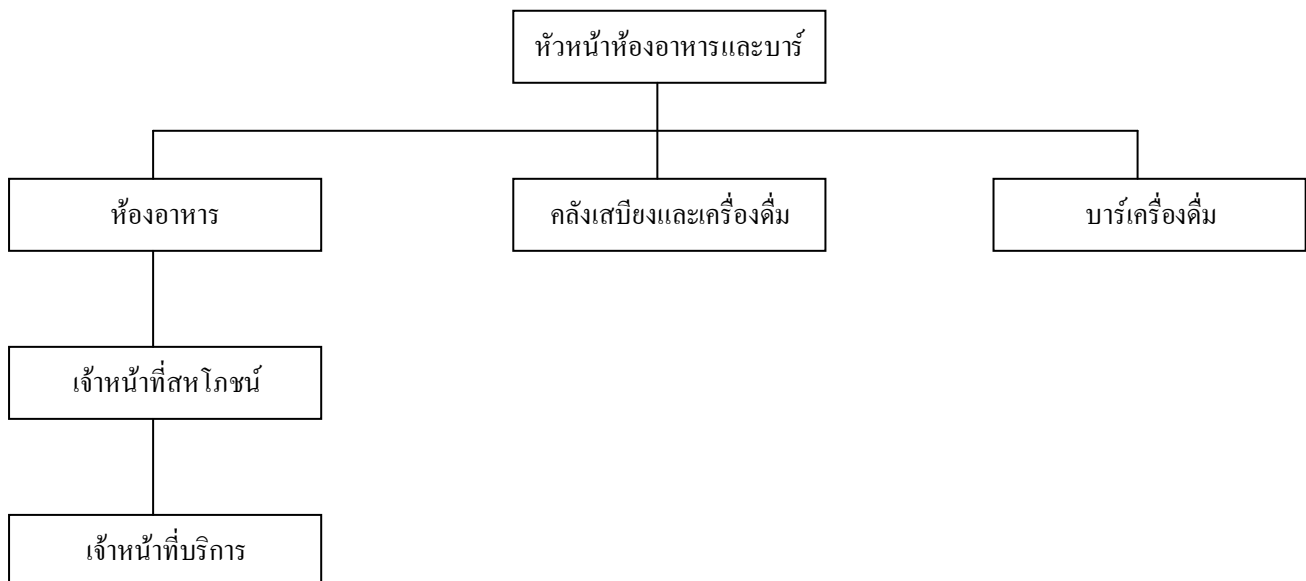 หัวหน้าห้องอาหารและบาร์
ห้องอาหาร
คลังเสบียงและเครื่องดื่ม
บาร์เครื่องดื่ม
เจ้าหน้าที่สหโภชน์
เจ้าหน้าที่บริการ